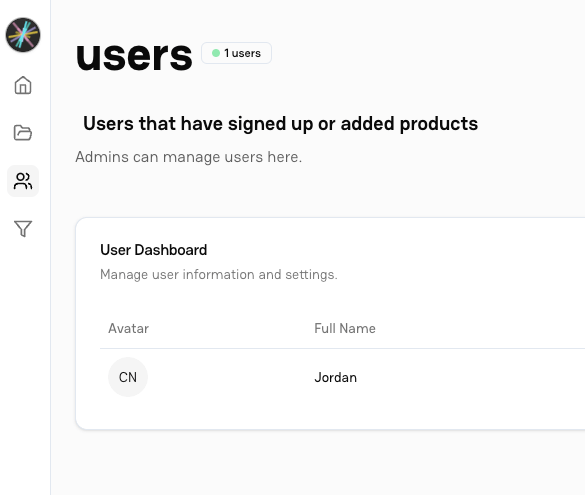 users
1 users
Users that have signed up or added products
Admins can manage users here.
User Dashboard
Manage user information and settings.
Avatar Full Name
CN Jordan